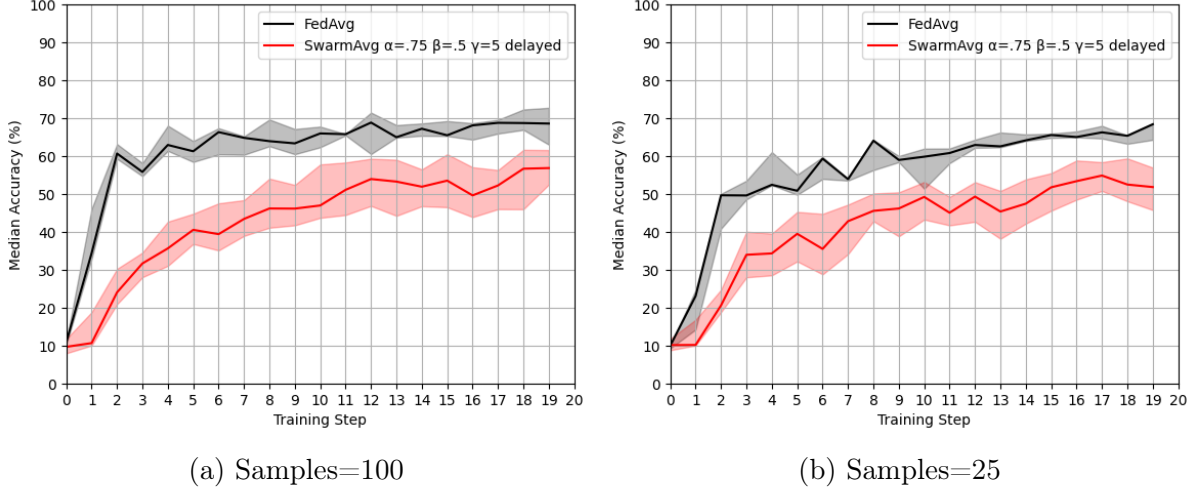 100
90
80
70
60
50
40
30
20
10
0
Median Accuracy (%)
FedAvg
SwarmAvg α=.75 β=.5 γ=5 delayed
0 1 2 3 4 5 6 7 8 9 10 11 12 13 14 15 16 17 18 19 20
Training Step
(a) Samples=100
100
90
80
70
60
50
40
30
20
10
0
Median Accuracy (%)
FedAvg
SwarmAvg α=.75 β=.5 γ=5 delayed
0 1 2 3 4 5 6 7 8 9 10 11 12 13 14 15 16 17 18 19 20
Training Step
(b) Samples=25